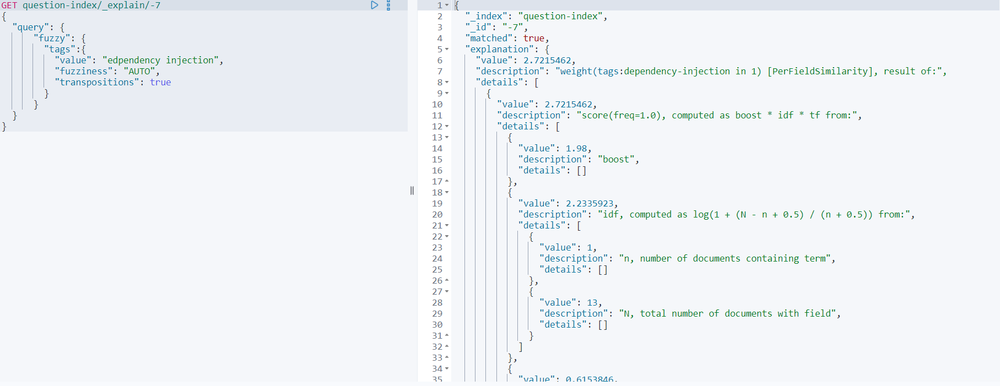 GET question-index/_explain/-7
{
  "query": {
      "fuzzy": {
        "tags":{
          "value": "edpendency injection",
          "fuzziness": "AUTO",
          "transpositions": true
        }
      }
  }
}
1 {
2   "_index": "question-index",
3   "_id": "-7",
4   "matched": true,
5   "explanation": {
6     "value": 2.7215462,
7     "description": "weight(tags:dependency-injection in 1) [PerFieldSimilarity], result of:",
8     "details": [
9       {
10         "value": 2.7215462,
11         "description": "score(freq=1.0), computed as boost * idf * tf from:",
12         "details": [
13           {
14             "value": 1.98,
15             "description": "boost",
16             "details": []
17           },
18           {
19             "value": 2.2335923,
20             "description": "idf, computed as log(1 + (N - n + 0.5) / (n + 0.5)) from:",
21             "details": [
22               {
23                 "value": 1,
24                 "description": "n, number of documents containing term",
25                 "details": []
26               },
27               {
28                 "value": 13,
29                 "description": "N, total number of documents with field",
30                 "details": []
31               }
32             ]
33           },
34           {
35             "value": 0.6153846,